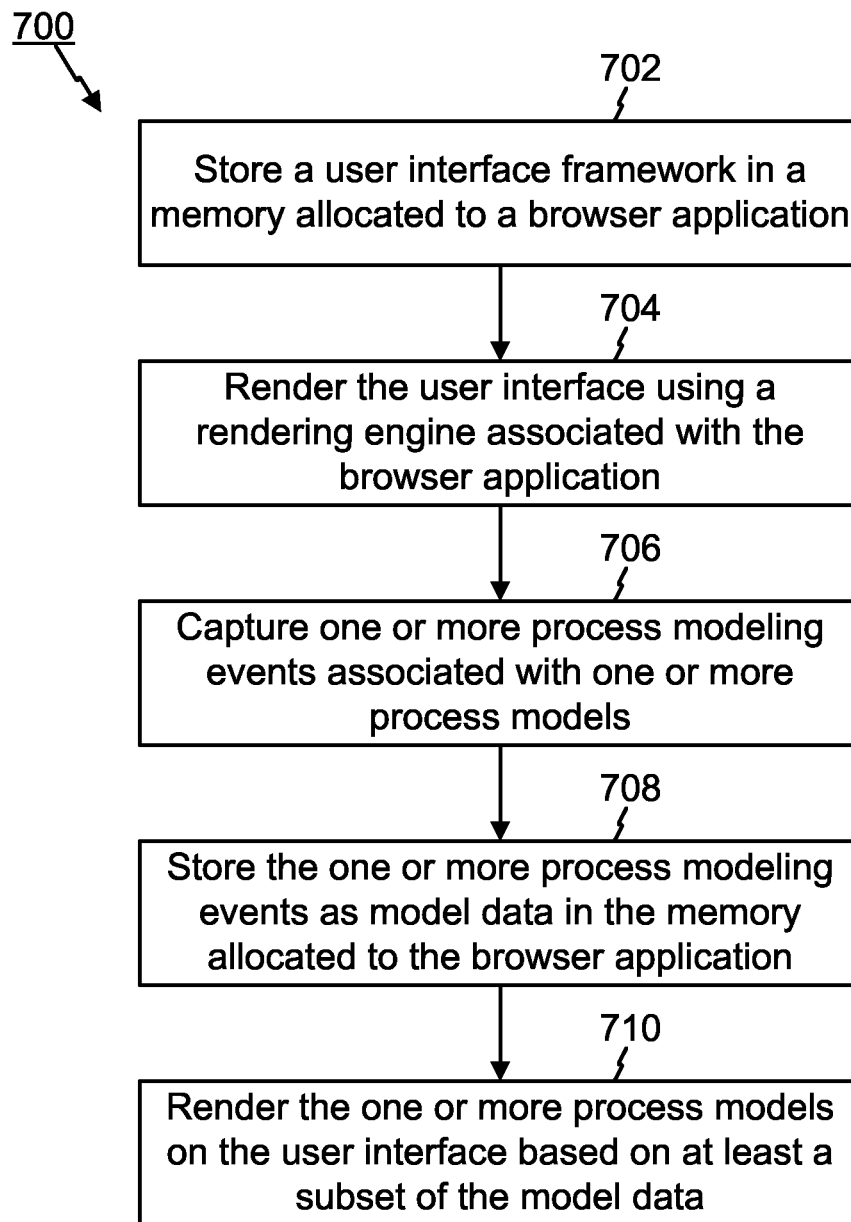 700
702
Store a user interface framework in a
memory allocated to a browser application
704
Render the user interface using a
rendering engine associated with the
browser application
706
Capture one or more process modeling
events associated with one or more
process models
708
Store the one or more process modeling
events as model data in the memory
allocated to the browser application
710
Render the one or more process models
on the user interface based on at least a
subset of the model data